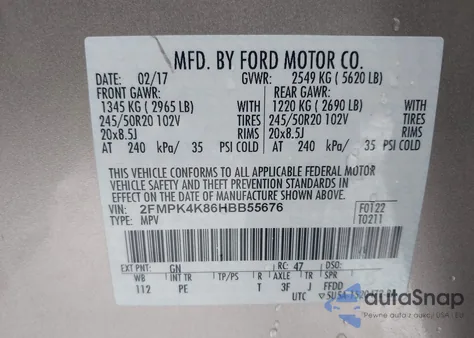 MFD. BY FORD MOTOR CO.
DATE: 02/17 GVWR: 2549 KG ( 5620 LB)
FRONT GAWR: REAR GAWR:
1345 KG ( 2965 LB) WITH 1220 KG ( 2690 LB) WITH
245/50R20 102V TIRES 245/50R20 102V TIRES
20x8.5J RIMS 20x8.5J RIMS
AT 240 kPa/ 35 PSI COLD AT 240 kPa/ 35 PSI COLD
THIS VEHICLE CONFORMS TO ALL APPLICABLE FEDERAL MOTOR
VEHICLE SAFETY AND THEFT PREVENTION STANDARDS IN
EFFECT ON THE DATE OF MANUFACTURE SHOWN ABOVE.
VIN: 2FMPK4K86HBB55676 F0122
TYPE: MPV T0211
EXT PNT: GN RC: 47 DSO:
WB INT TR TP/PS R AXLE TR SPR
112 PE T 3F J FFDD
UTC
autoSnap